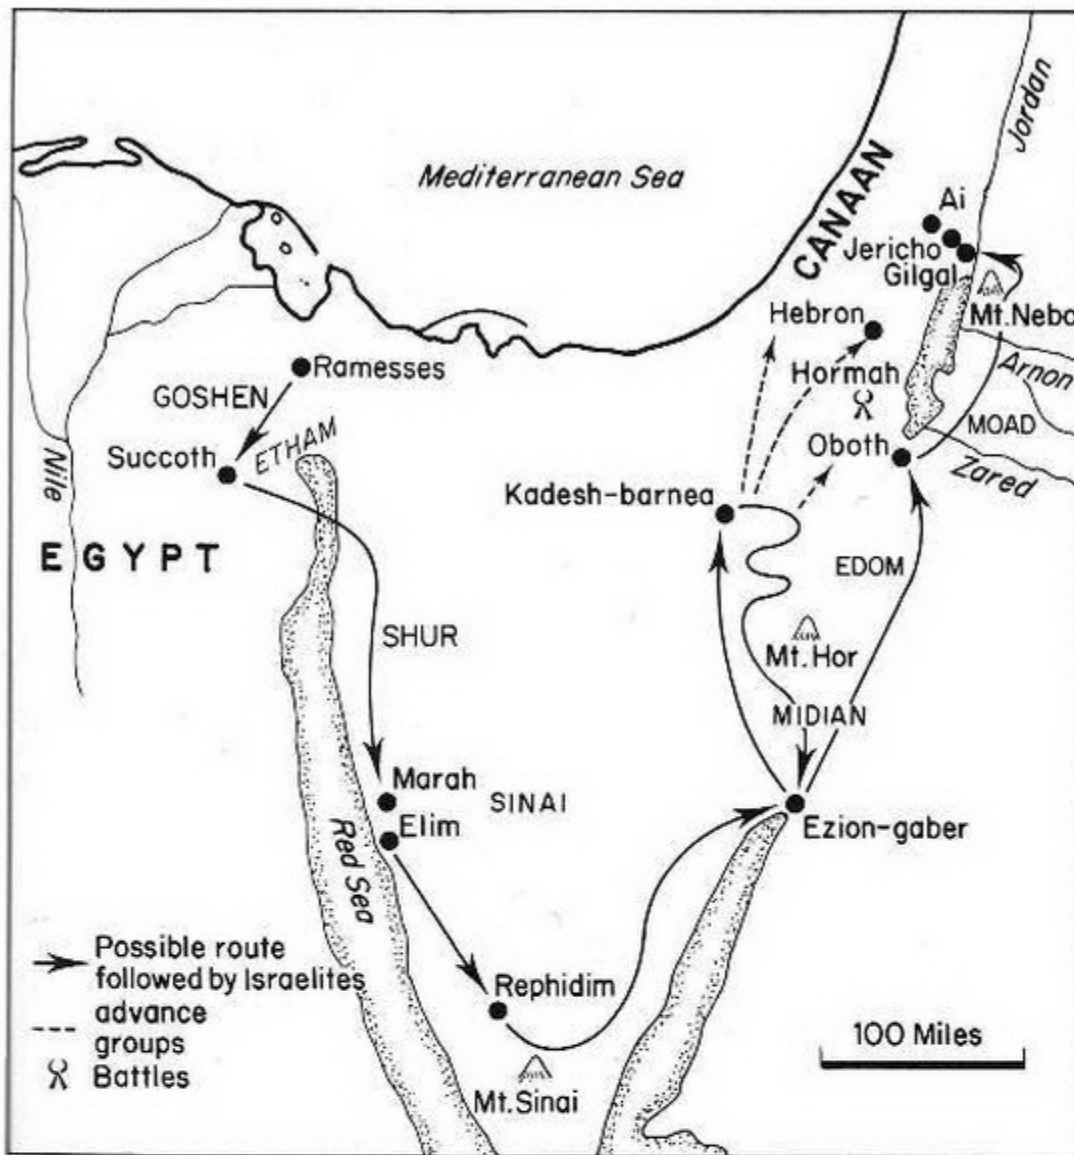 Mediterranean Sea
CANAAN
Jordan
Ai
Jericho
Gilgal
Mt.Nebo
Hebron
Hormah
Arnon
MOAD
Oboth
Zared
Ramesses
GOSHEN
ETHAM
Succoth
Nile
EGYPT
Kadesh-barnea
EDOM
SHUR
Mt.Hor
MIDIAN
Marah
SINAI
Elim
Ezion-gaber
Red Sea
Rephidim
Mt.Sinai
Possible route
followed by Israelites
advance
groups
Battles
100 Miles